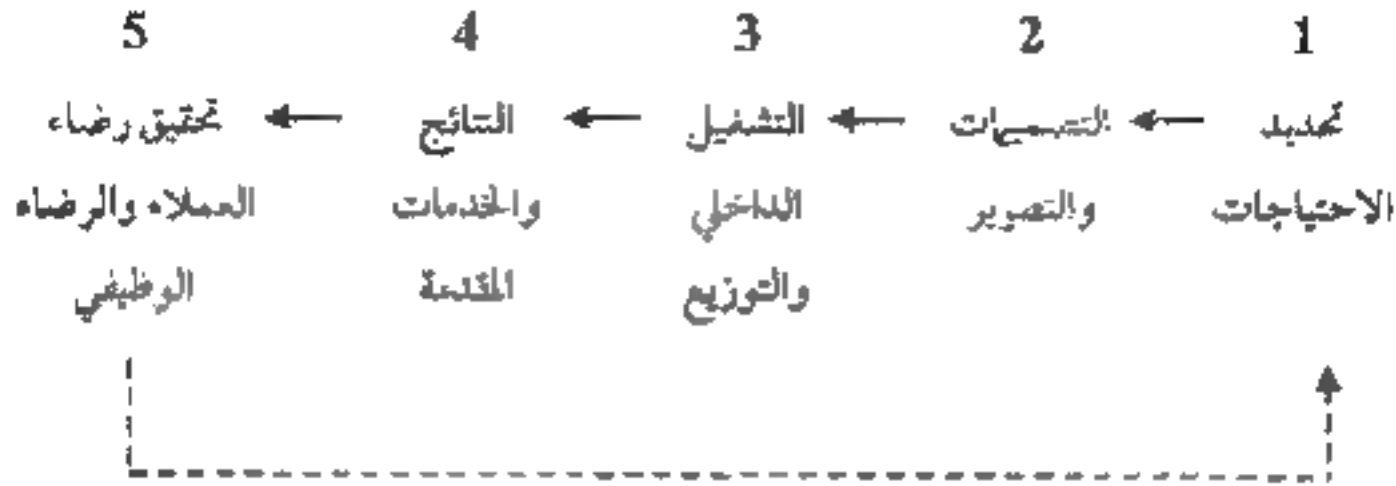 1 2 3 4 5
تحديد التصميمات التشغيل النتائج تحقيق رضاء
الاحتياجات والتصوير الداخلي والخدمات العملاء والرضاء
والتوزيع المقدمة الوظيفي